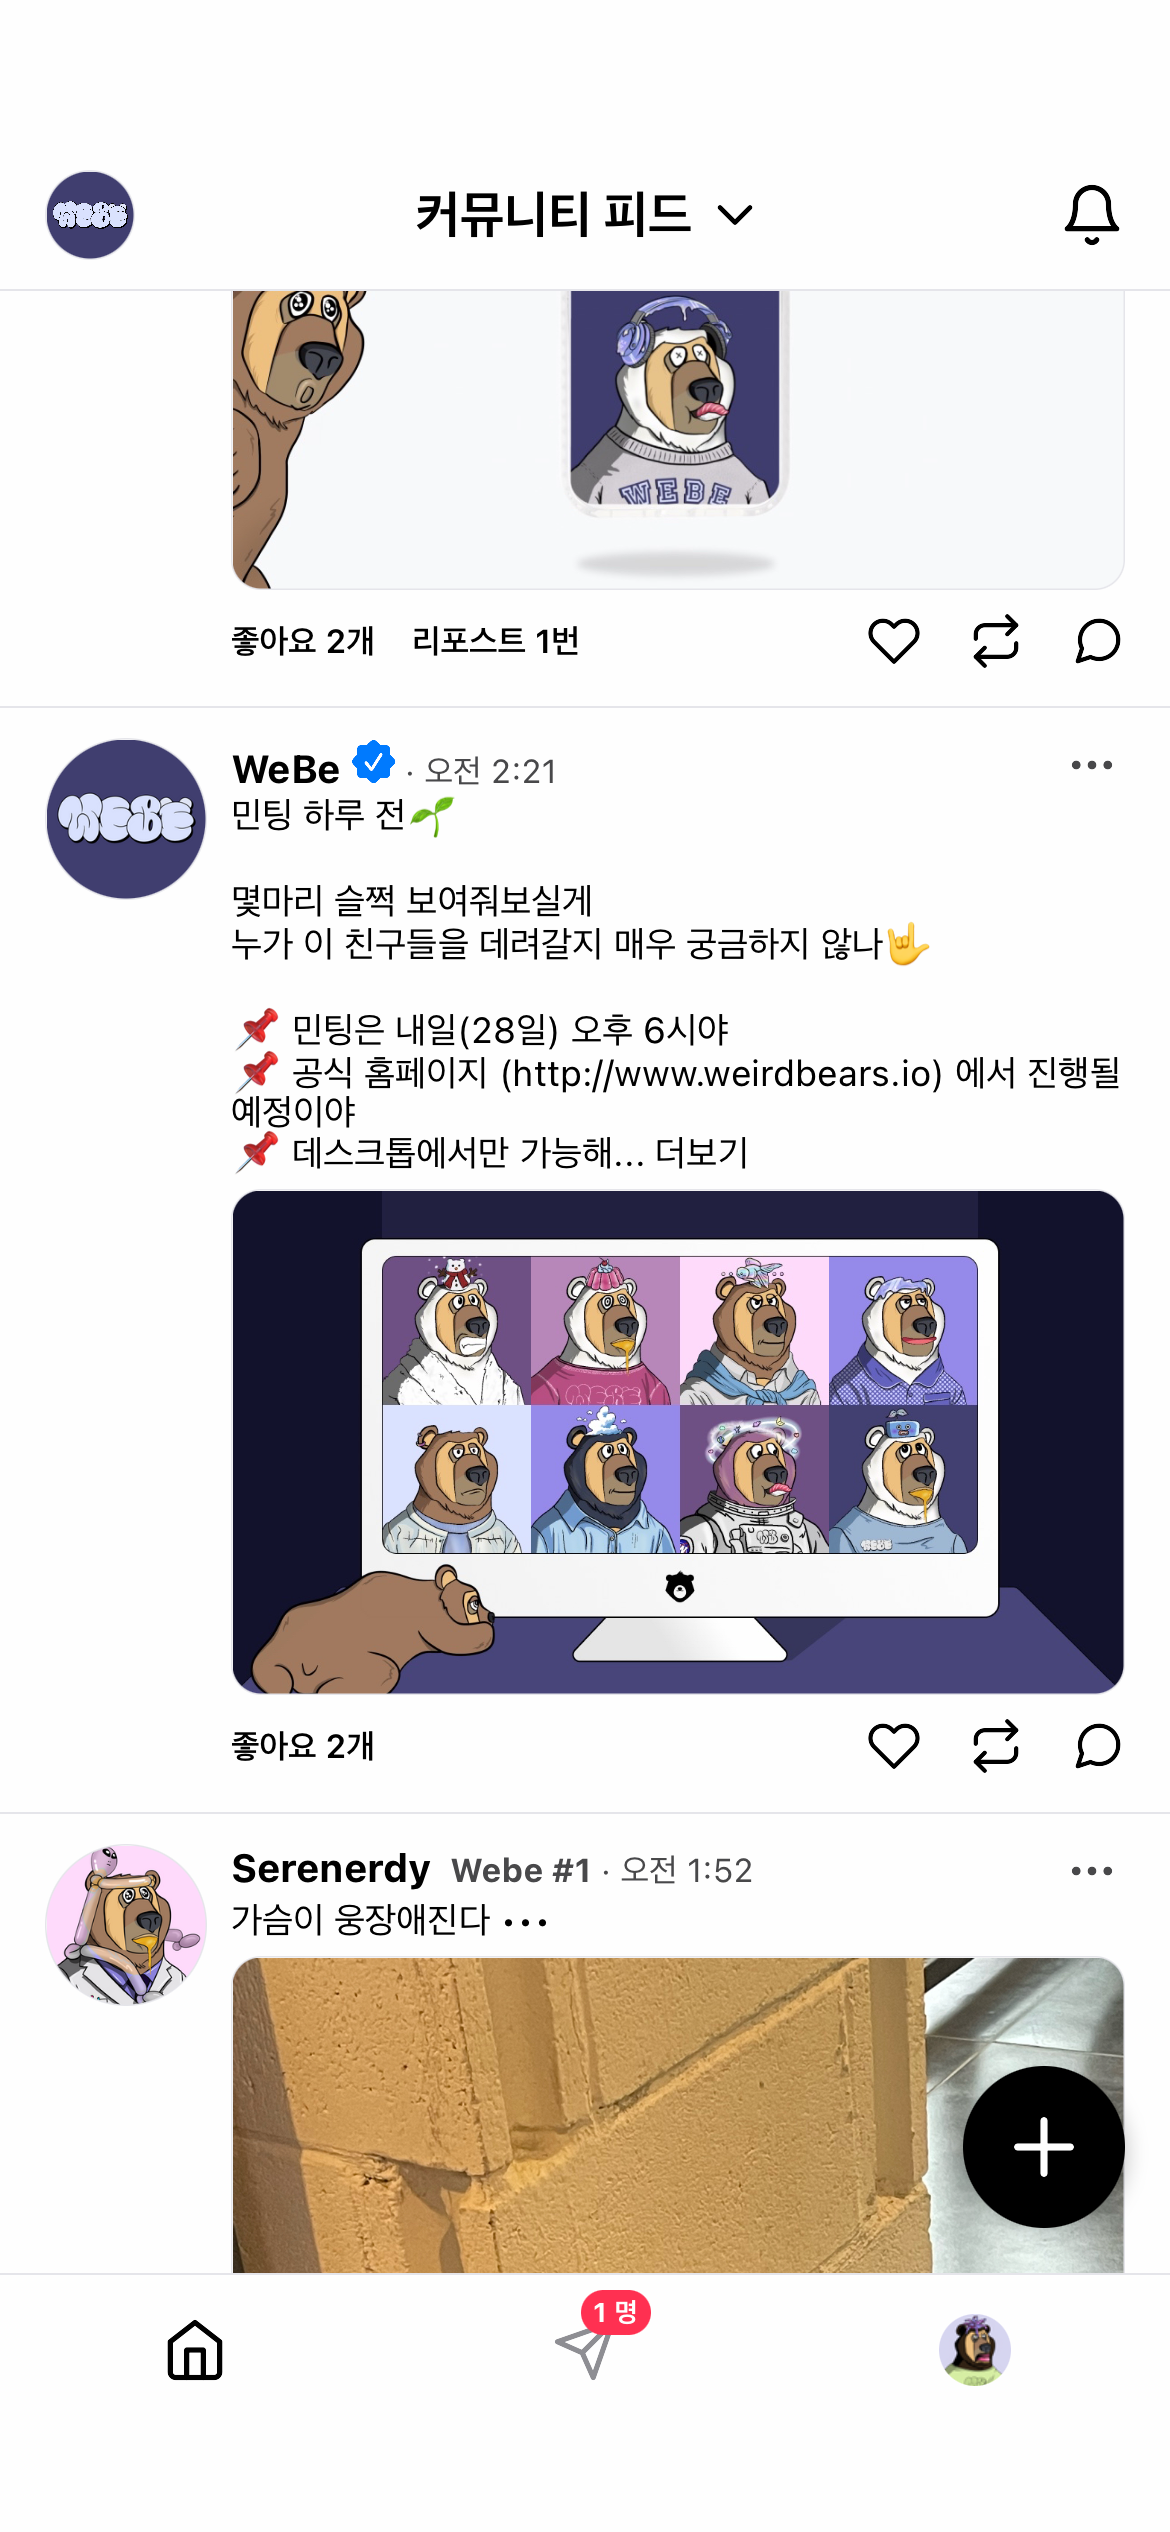 WEBE
커뮤니티 피드
WEBE
좋아요 2개 리포스트 1번
WEBE
WeBe · 오전 2:21
민팅 하루 전🌱
몇마리 슬쩍 보여줘보실게
누가 이 친구들을 데려갈지 매우 궁금하지 않냐🤟
📌 민팅은 내일(28일) 오후 6시야
📌 공식 홈페이지 (http://www.weirdbears.io) 에서 진행될
예정이야
📌 데스크톱에서만 가능해... 더보기
WEBE
WEBE
좋아요 2개
Serenerdy Webe #1 · 오전 1:52
가슴이 웅장애진다 •••
1 명